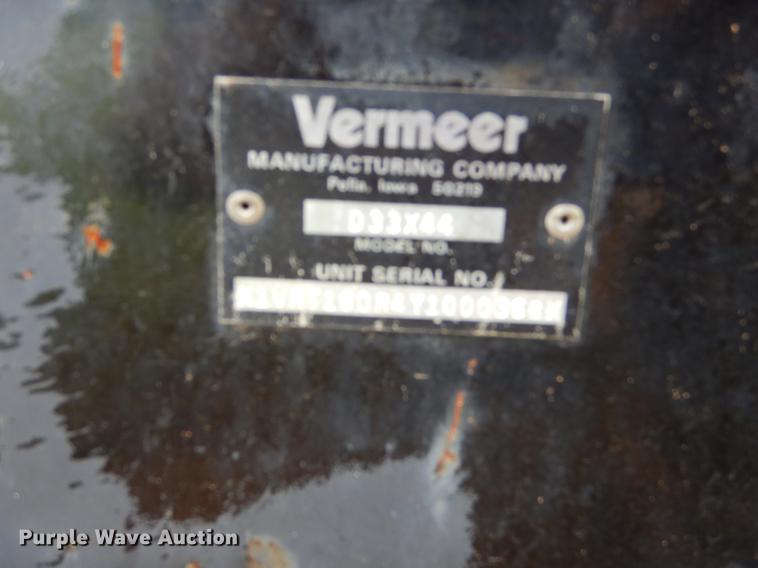 Vermeer
MANUFACTURING COMPANY
Pella, Iowa 50219
D33X44
MODEL NO.
UNIT SERIAL NO.
Purple Wave Auction